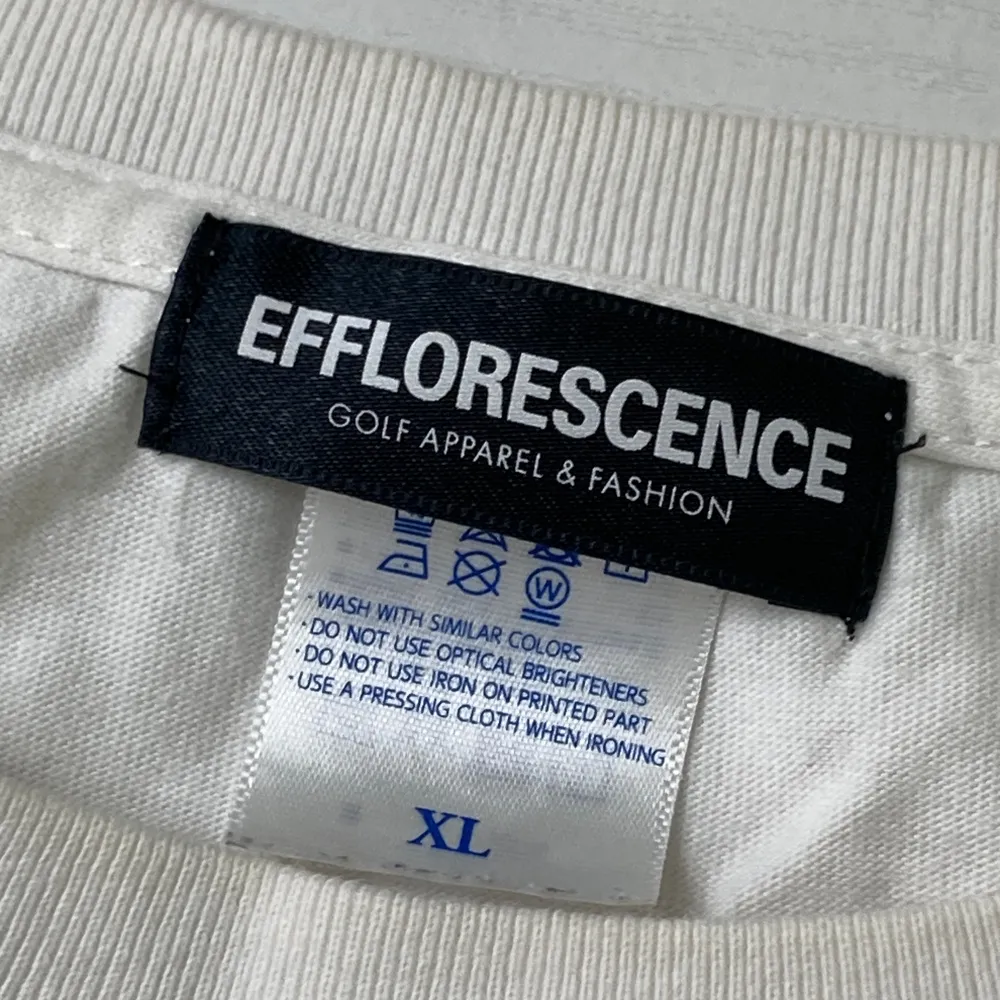 EFFLORESCENCE
GOLF APPAREL & FASHION
W
·WASH WITH SIMILAR COLORS
·DO NOT USE OPTICAL BRIGHTENERS
·DO NOT USE IRON ON PRINTED PART
·USE A PRESSING CLOTH WHEN IRONING
XL